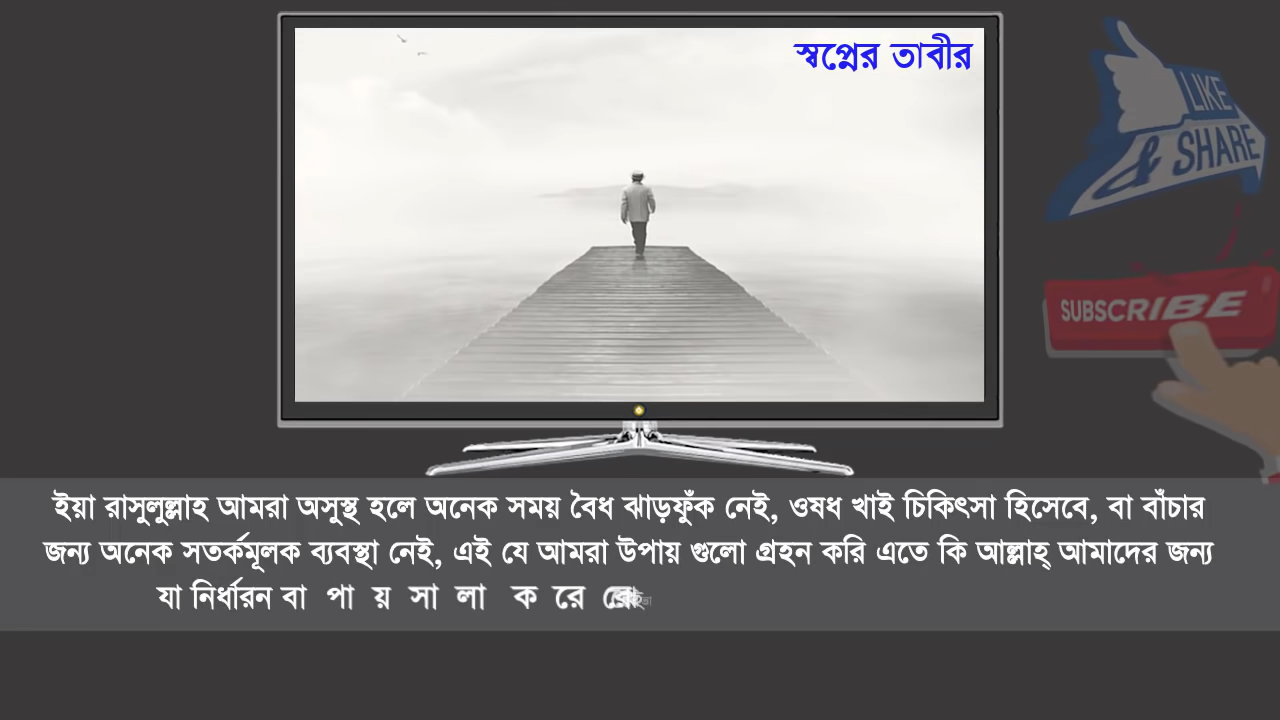 স্বপ্নের তাবীর
LIKE
& SHARE
SUBSCRIBE
ইয়া রাসুলুল্লাহ আমরা অসুস্থ হলে অনেক সময় বৈধ ঝাড়ফুঁক নেই, ওষধ খাই চিকিৎসা হিসেবে, বা বাঁচার
জন্য অনেক সতর্কমূলক ব্যবস্থা নেই, এই যে আমরা উপায় গুলো গ্রহন করি এতে কি আল্লাহ্ আমাদের জন্য
যা নির্ধারন বা পায়সালা করে